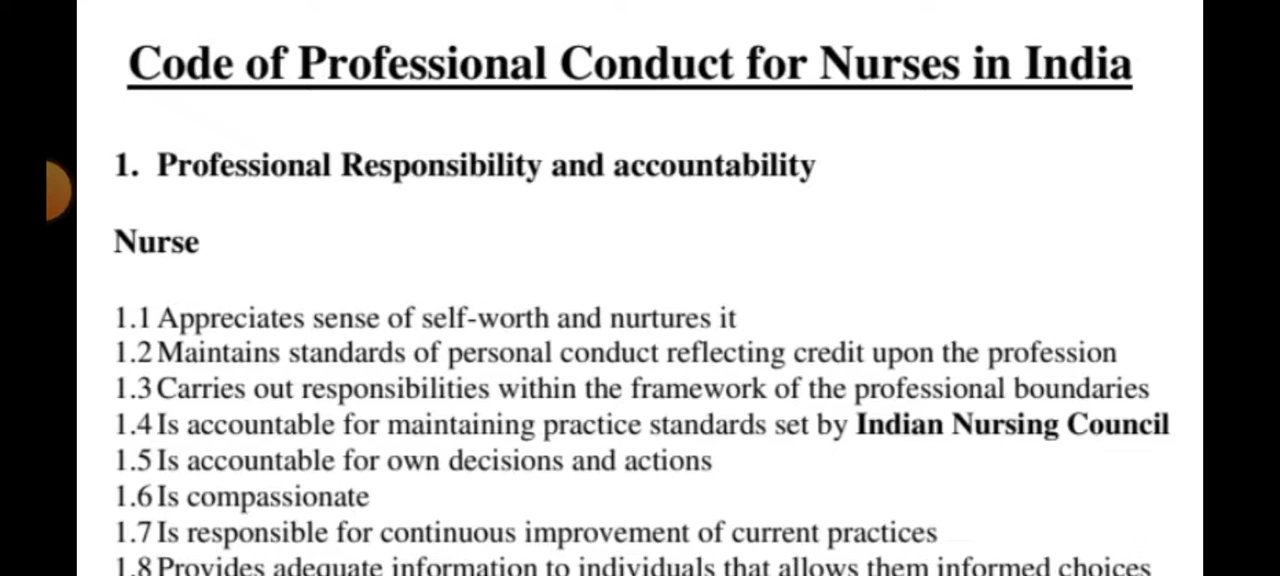 Code of Professional Conduct for Nurses in India
1. Professional Responsibility and accountability
Nurse
1.1 Appreciates sense of self-worth and nurtures it
1.2 Maintains standards of personal conduct reflecting credit upon the profession
1.3 Carries out responsibilities within the framework of the professional boundaries
1.4 Is accountable for maintaining practice standards set by Indian Nursing Council
1.5 Is accountable for own decisions and actions
1.6 Is compassionate
1.7 Is responsible for continuous improvement of current practices
1.8 Provides adequate information to individuals that allows them informed choices